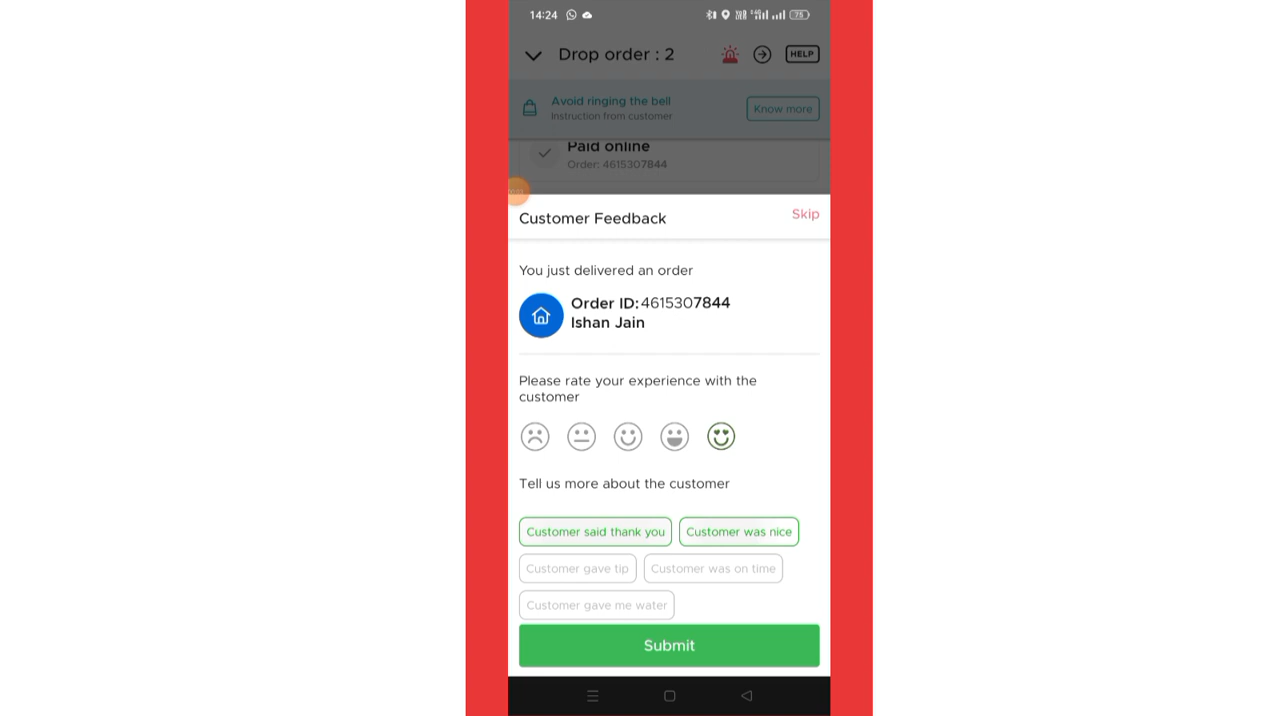 14:24
75
Drop order : 2
HELP
Avoid ringing the bell
Instruction from customer
Know more
Paid online
Order: 4615307844
Customer Feedback
Skip
You just delivered an order
Order ID:4615307844
Ishan Jain
Please rate your experience with the
customer
Tell us more about the customer
Customer said thank you
Customer was nice
Customer gave tip
Customer was on time
Customer gave me water
Submit